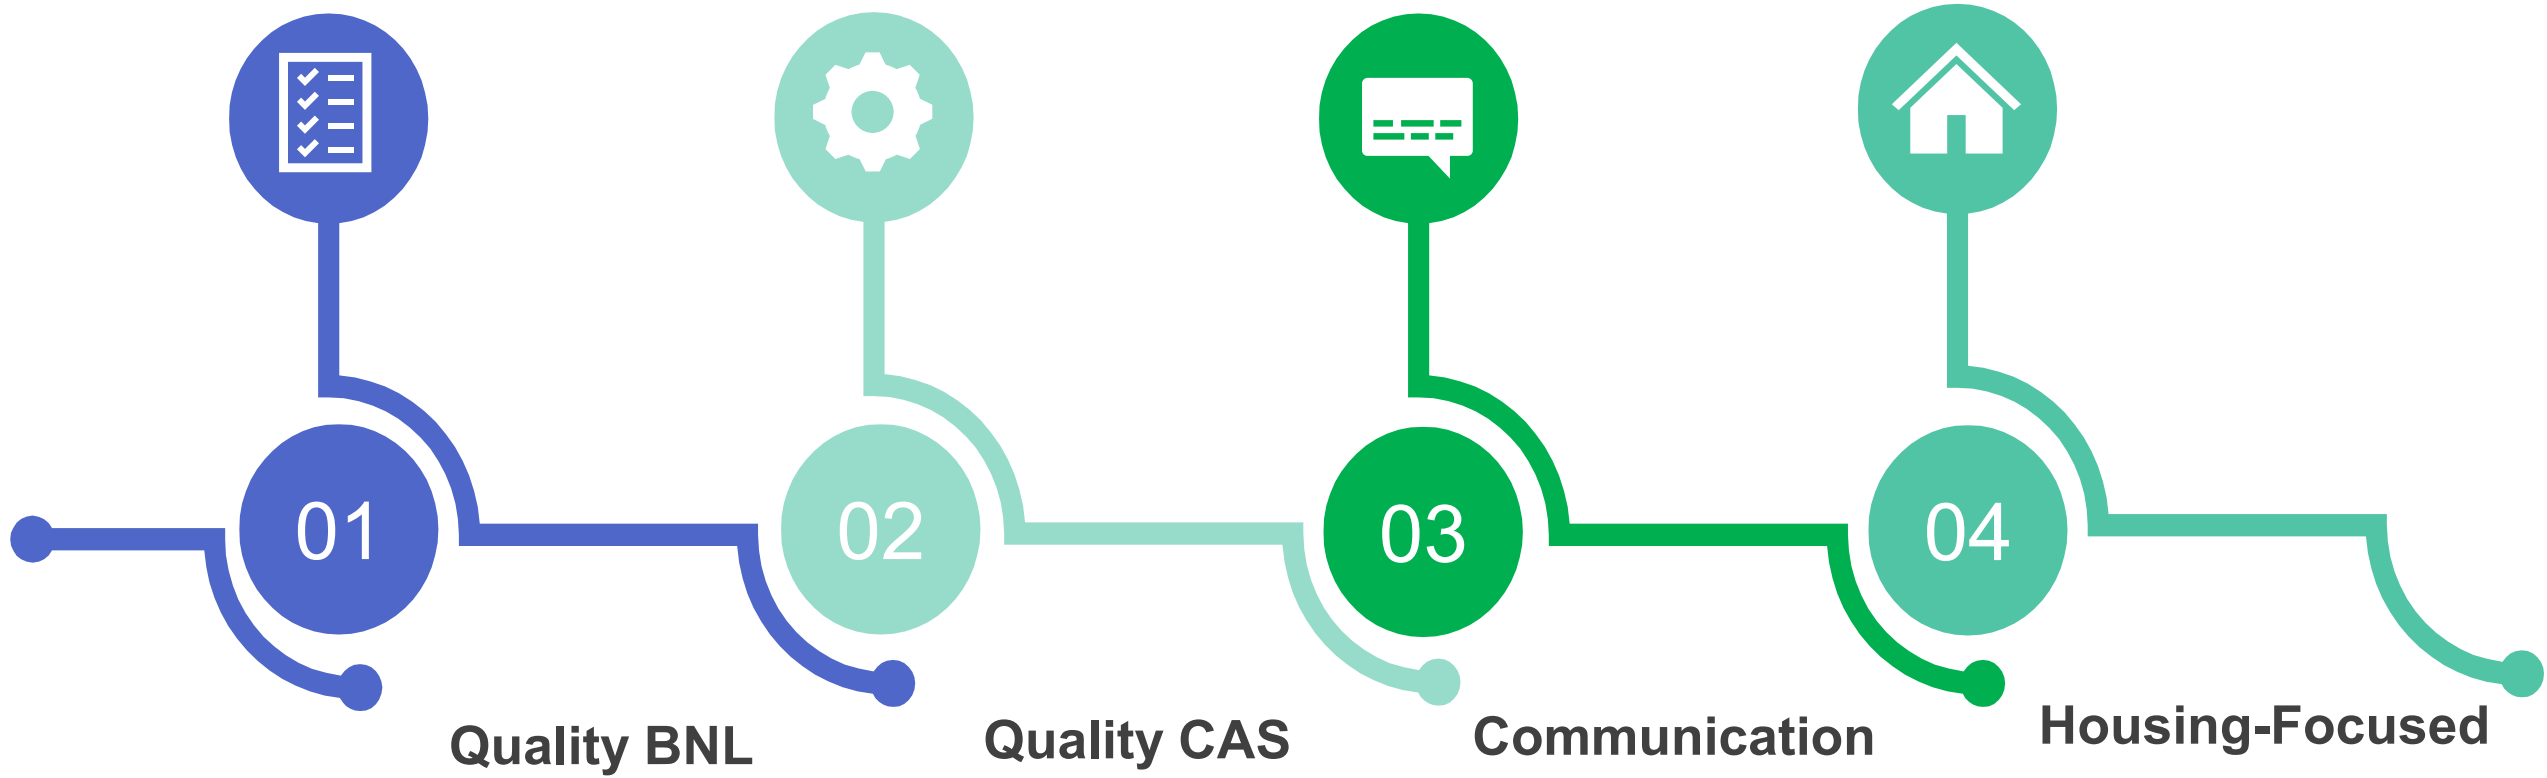 01
02
03
04
Quality BNL
Quality CAS
Communication
Housing-Focused